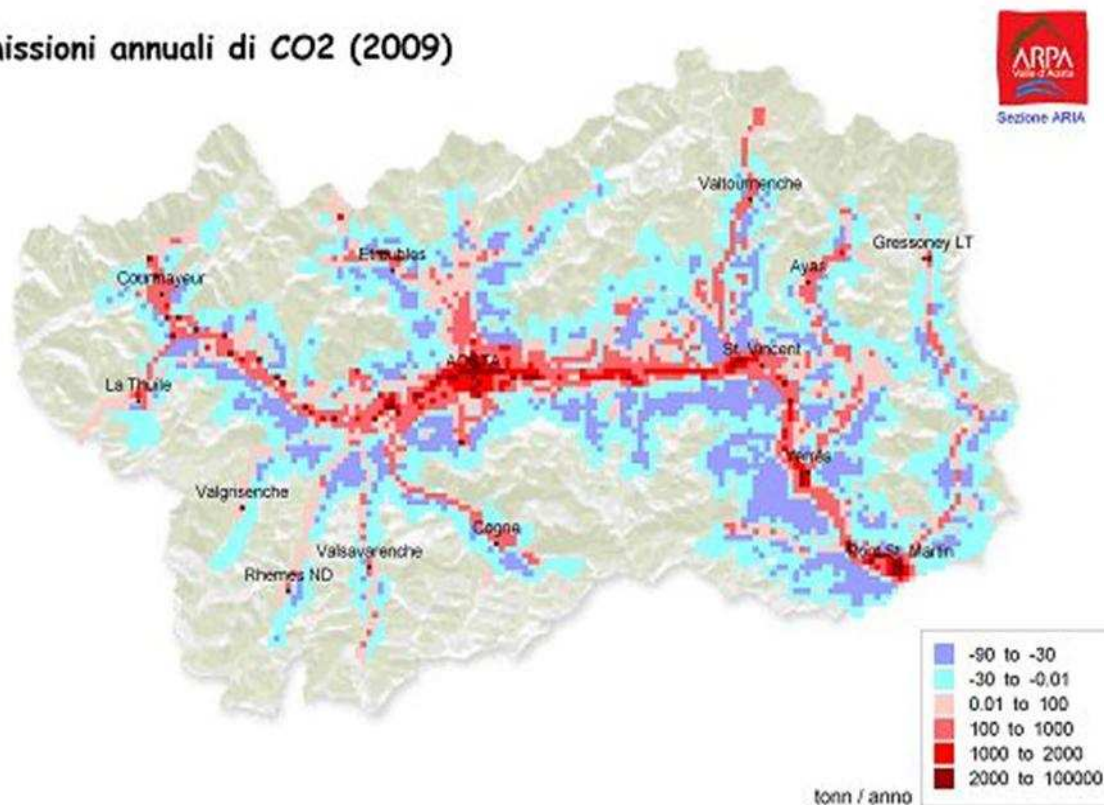 missioni annuali di CO2 (2009)
ARPA
Valle d'Aosta
Sezione ARIA
Valtournenche
Gressoney LT
Etroubles
Ayas
Courmayeur
St. Vincent
AOSTA
La Thuile
Verrès
Valgrisenche
Cogne
Valsavarenche
Pont St. Martin
Rhemes ND
-90 to -30
-30 to -0.01
0.01 to 100
100 to 1000
1000 to 2000
2000 to 100000
tonn / anno